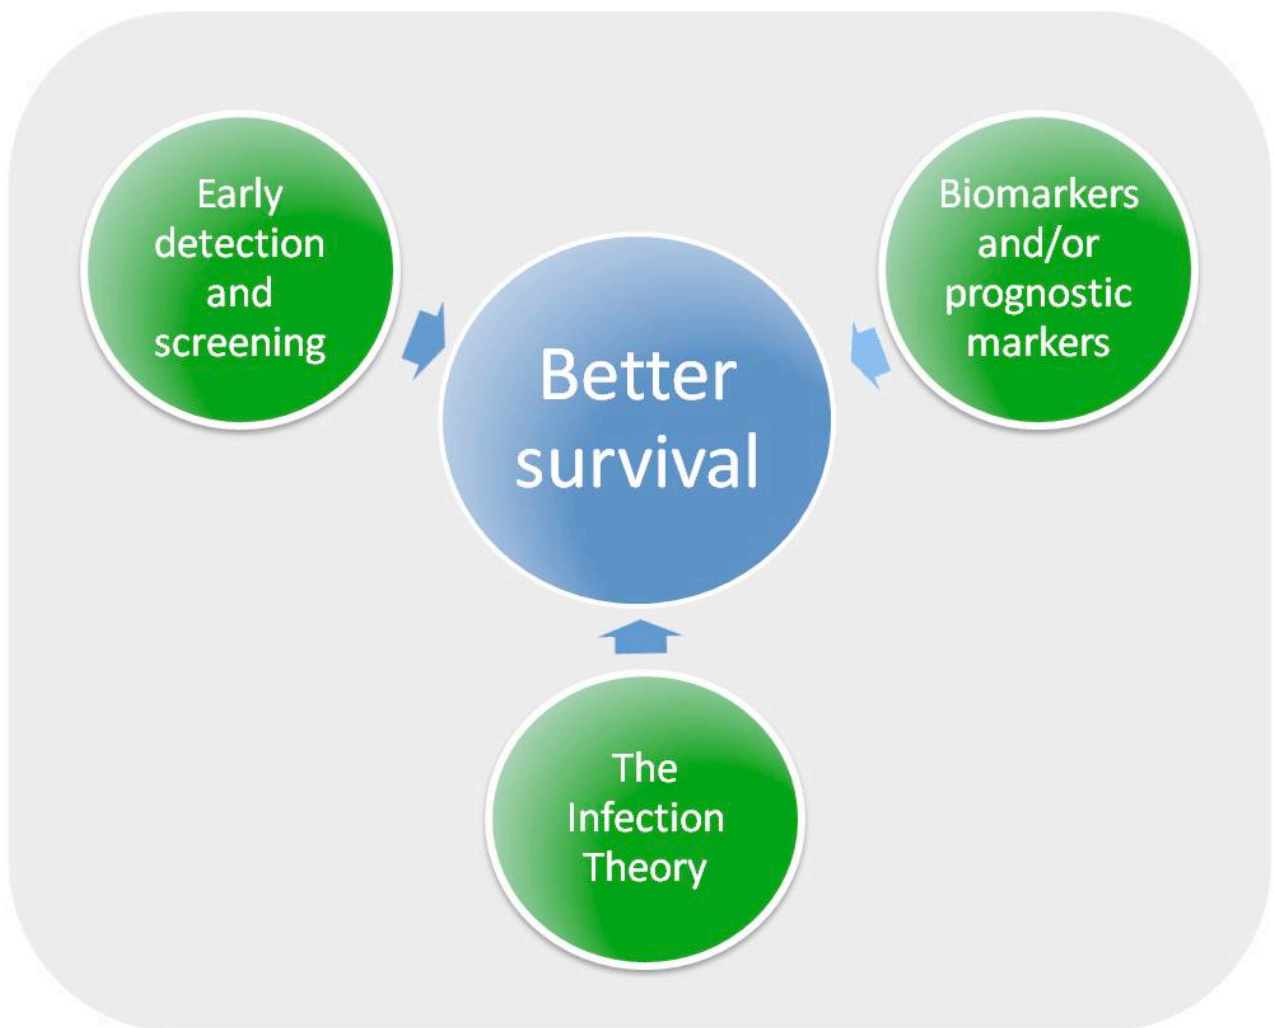 Early
detection
and
screening
Biomarkers
and/or
prognostic
markers
Better
survival
The
Infection
Theory